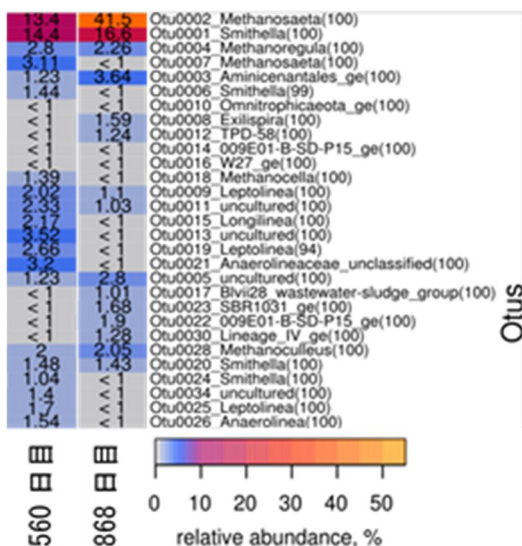 13.4 41.5 Otu0002_Methanosaeta(100)
14.4 16.6 Otu0001_Smithella(100)
2.8 2.26 Otu0004_Methanoregula(100)
3.11 < 1 Otu0007_Methanosaeta(100)
1.23 3.64 Otu0003_Aminicenantales_ge(100)
1.44 < 1 Otu0006_Smithella(99)
< 1 < 1 Otu0010_Omnitrophicaeota_ge(100)
< 1 1.59 Otu0008_Exilispira(100)
< 1 1.24 Otu0012_TPD-58(100)
< 1 < 1 Otu0014_009E01-B-SD-P15_ge(100)
< 1 < 1 Otu0016_W27_ge(100)
1.39 < 1 Otu0018_Methanocella(100)
2.02 1.1 Otu0009_Leptolinea(100)
2.33 1.03 Otu0011_uncultured(100)
2.17 < 1 Otu0015_Longilinea(100)
3.52 < 1 Otu0013_uncultured(100)
2.66 < 1 Otu0019_Leptolinea(94)
3.2 < 1 Otu0021_Anaerolineaceae_unclassified(100)
1.23 2.8 Otu0005_uncultured(100)
< 1 1.01 Otu0017_Blvii28_wastewater-sludge_group(100)
< 1 1.68 Otu0023_SBR1031_ge(100)
< 1 1.9 Otu0022_009E01-B-SD-P15_ge(100)
< 1 1.28 Otu0030_Lineage_IV_ge(100)
2 2.05 Otu0028_Methanoculleus(100)
1.48 1.43 Otu0020_Smithella(100)
1.04 < 1 Otu0024_Smithella(100)
1.4 < 1 Otu0034_uncultured(100)
1.7 < 1 Otu0025_Leptolinea(100)
1.54 < 1 Otu0026_Anaerolinea(100)
Otus
560 日目
868 日目
0 10 20 30 40 50
relative abundance, %